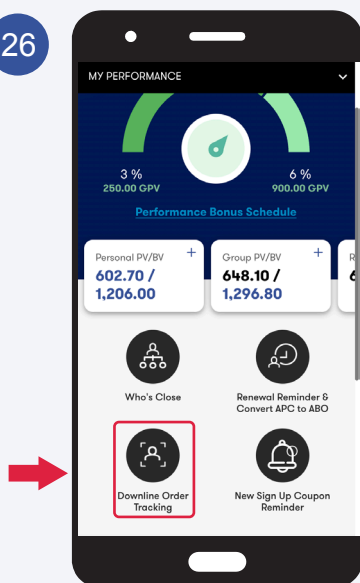 26
MY PERFORMANCE
3 %
6 %
250.00 GPV
900.00 GPV
Performance Bonus Schedule
Personal PV/BV +
602.70 /
1,206.00
Group PV/BV +
648.10 /
1,296.80
R
6
Who's Close
Renewal Reminder &
Convert APC to ABO
Downline Order
Tracking
New Sign Up Coupon
Reminder